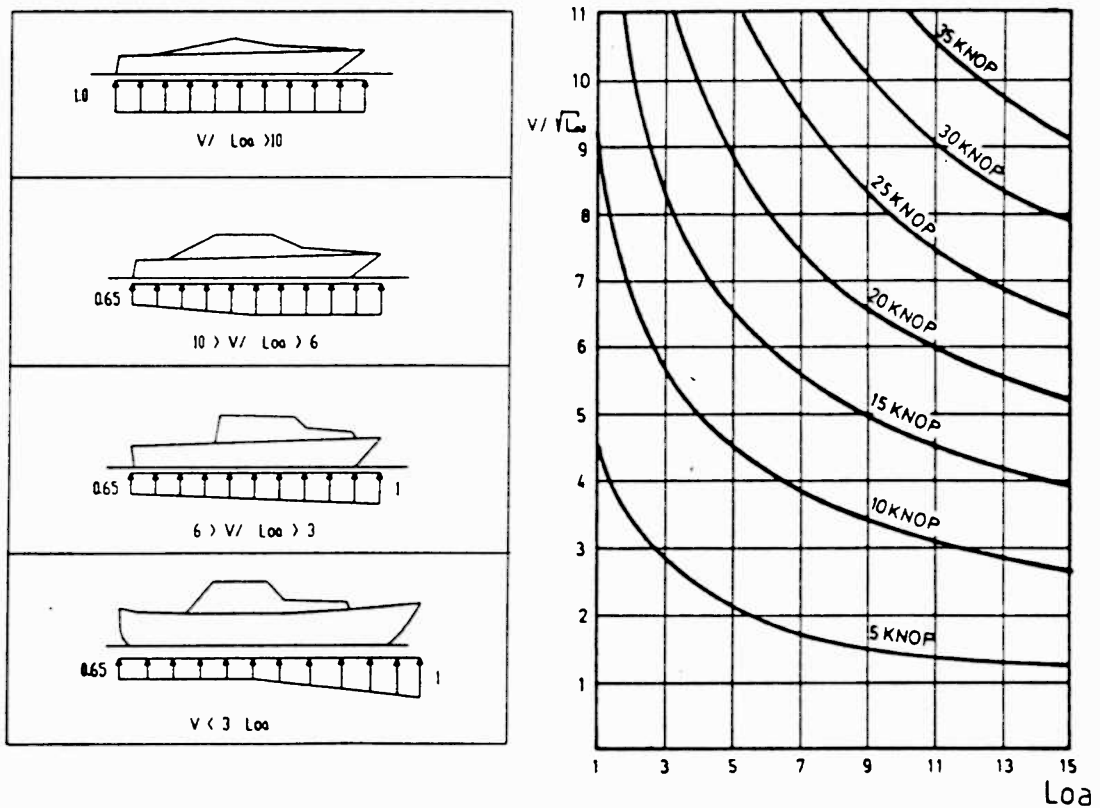 1.0
V/ Loa >10
0.65
10 > V/ Loa > 6
0.65 1
6 > V/ Loa > 3
0.65 1
V < 3 Loa
V/√Loa
11
10
9
8
7
6
5
4
3
2
1
35 KNOP
30 KNOP
25 KNOP
20 KNOP
15 KNOP
10 KNOP
5 KNOP
1 3 5 7 9 11 13 15
Loa